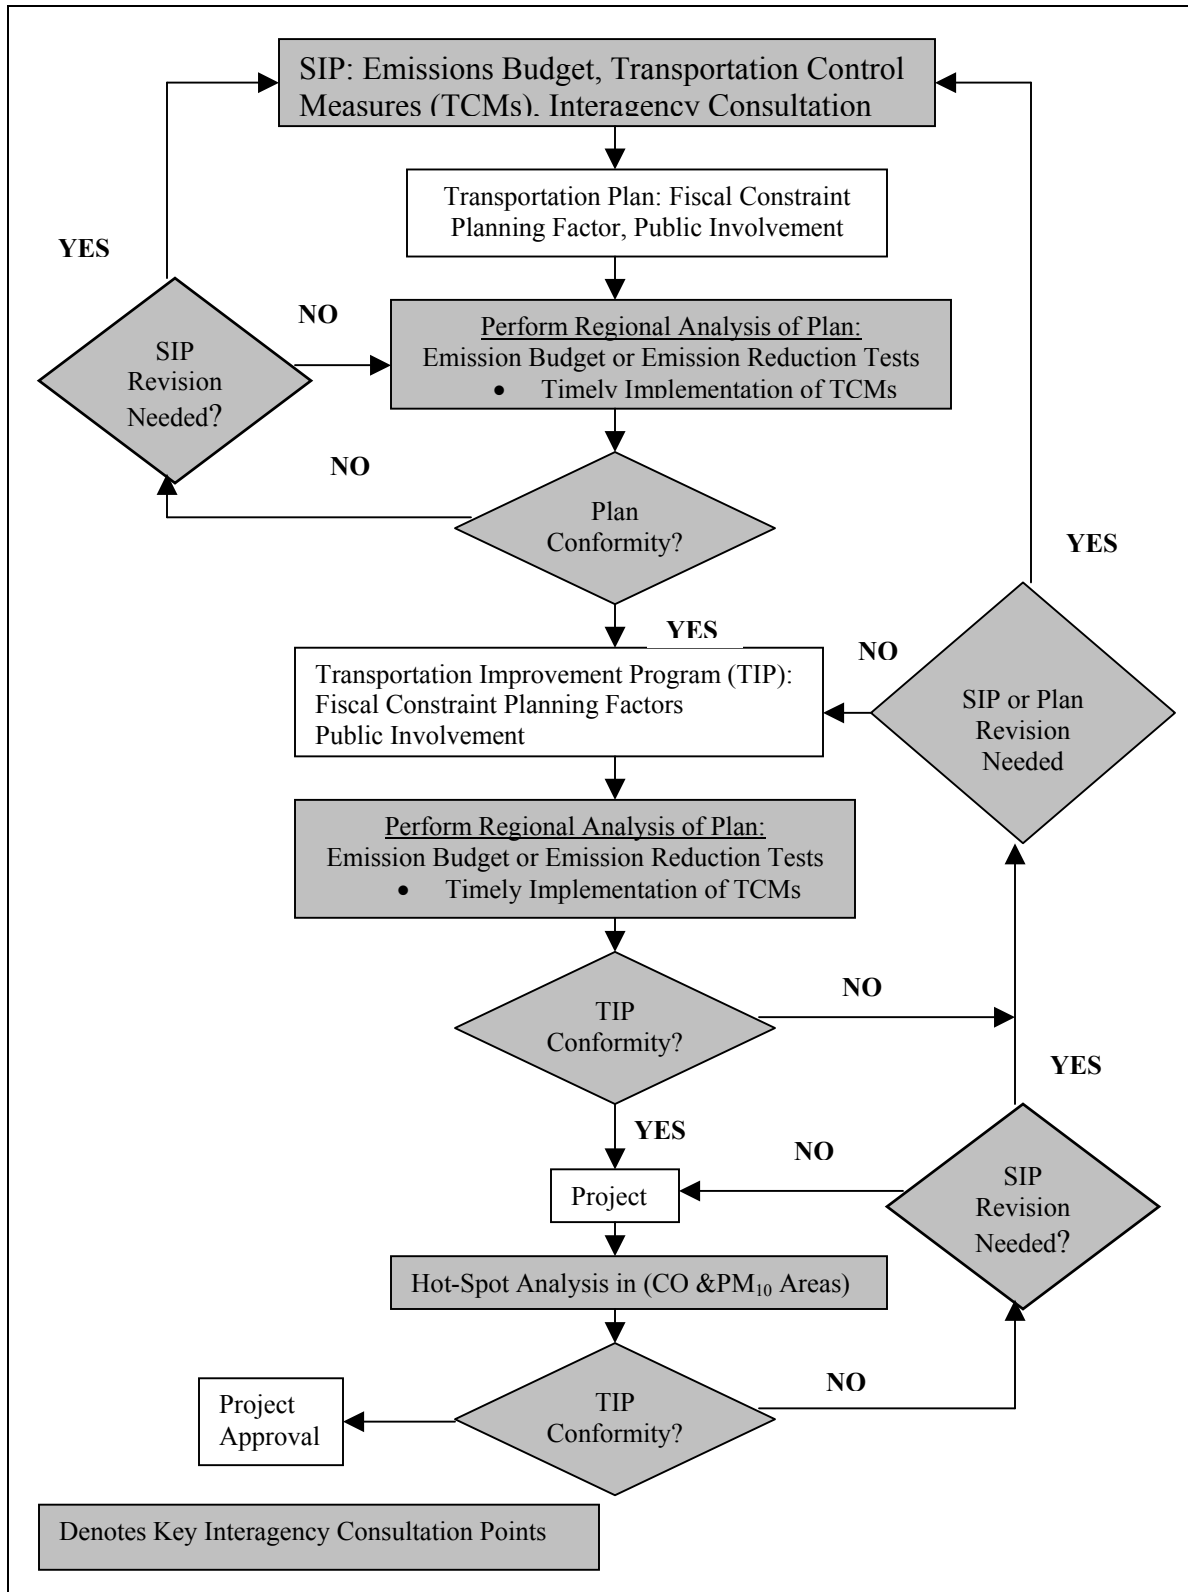 SIP: Emissions Budget, Transportation Control
Measures (TCMs), Interagency Consultation
Transportation Plan: Fiscal Constraint
Planning Factor, Public Involvement
YES
NO
Perform Regional Analysis of Plan:
Emission Budget or Emission Reduction Tests
• Timely Implementation of TCMs
SIP
Revision
Needed?
NO
Plan
Conformity?
YES
YES
NO
Transportation Improvement Program (TIP):
Fiscal Constraint Planning Factors
Public Involvement
SIP or Plan
Revision
Needed
Perform Regional Analysis of Plan:
Emission Budget or Emission Reduction Tests
• Timely Implementation of TCMs
TIP
Conformity?
NO
YES
YES
NO
Project
SIP
Revision
Needed?
Hot-Spot Analysis in (CO &PM10 Areas)
TIP
Conformity?
NO
Project
Approval
Denotes Key Interagency Consultation Points